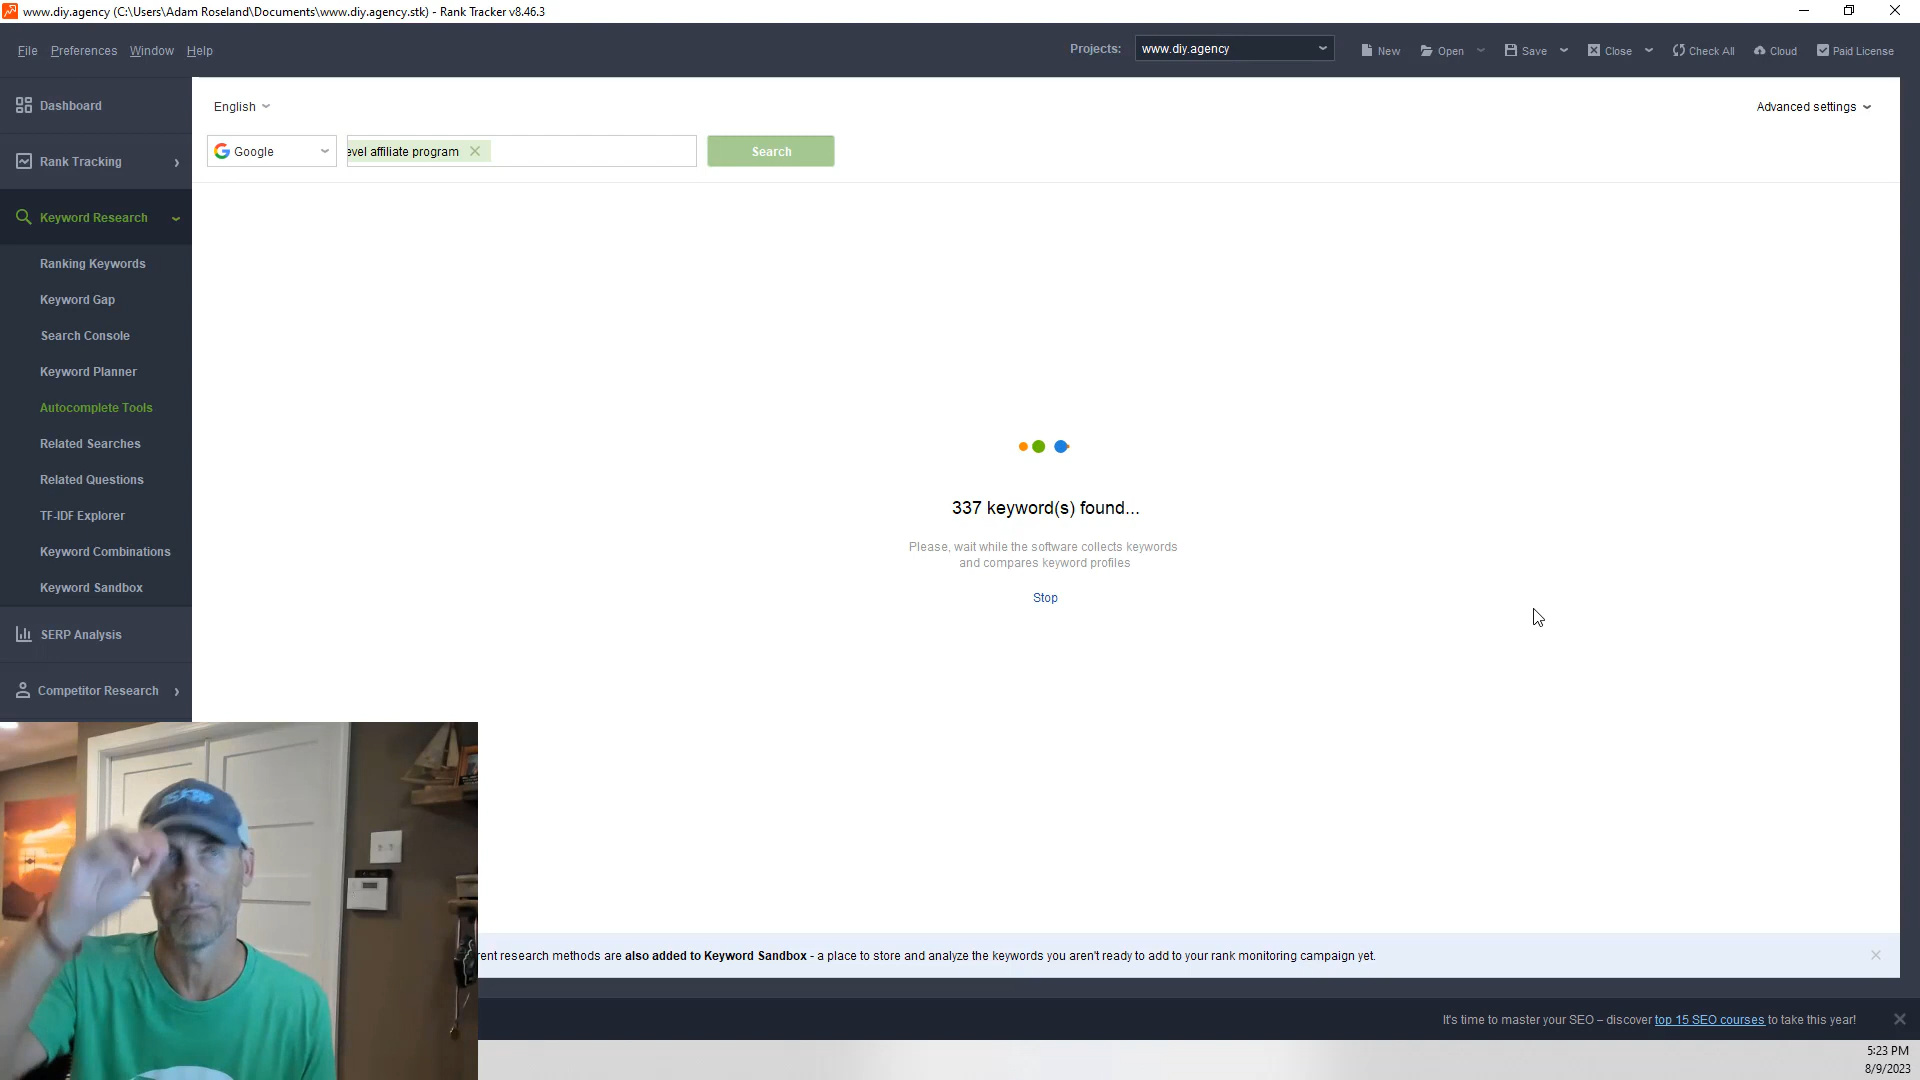 www.diy.agency (C:\Users\Adam Roseland\Documents\www.diy.agency.stk) - Rank Tracker v8.46.3
File Preferences Window Help
Projects: www.diy.agency New Open Save Close Check All Cloud Paid License
Dashboard
Rank Tracking
Keyword Research
Ranking Keywords
Keyword Gap
Search Console
Keyword Planner
Autocomplete Tools
Related Searches
Related Questions
TF-IDF Explorer
Keyword Combinations
Keyword Sandbox
SERP Analysis
Competitor Research
English
Advanced settings
Google
evel affiliate program
Search
337 keyword(s) found...
Please, wait while the software collects keywords
and compares keyword profiles
Stop
rent research methods are also added to Keyword Sandbox - a place to store and analyze the keywords you aren't ready to add to your rank monitoring campaign yet.
It's time to master your SEO – discover top 15 SEO courses to take this year!
5:23 PM
8/9/2023